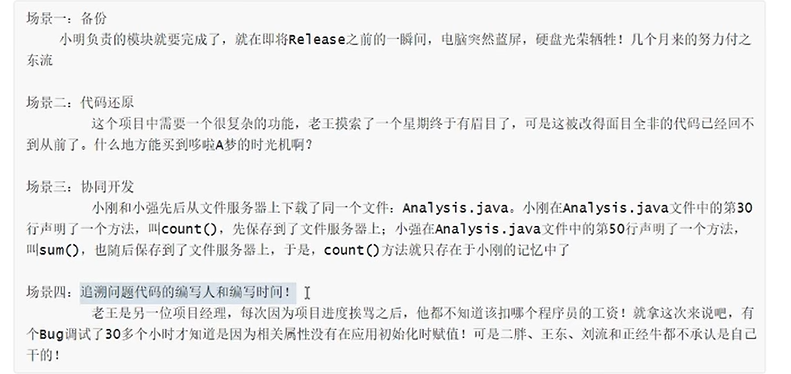 场景一：备份
小明负责的模块就要完成了，就在即将Release之前的一瞬间，电脑突然蓝屏，硬盘光荣牺牲！几个月来的努力付之
东流
场景二：代码还原
这个项目中需要一个很复杂的功能，老王摸索了一个星期终于有眉目了，可是这被改得面目全非的代码已经回不
到从前了。什么地方能买到哆啦A梦的时光机啊？
场景三：协同开发
小刚和小强先后从文件服务器上下载了同一个文件：Analysis.java。小刚在Analysis.java文件中的第30
行声明了一个方法，叫count()，先保存到了文件服务器上；小强在Analysis.java文件中的第50行声明了一个方法，
叫sum()，也随后保存到了文件服务器上，于是，count()方法就只存在于小刚的记忆中了
场景四：追溯问题代码的编写人和编写时间！
老王是另一位项目经理，每次因为项目进度挨骂之后，他都不知道该扣哪个程序员的工资！就拿这次来说吧，有
个Bug调试了30多个小时才知道是因为相关属性没有在应用初始化时赋值！可是二胖、王东、刘流和正经牛都不承认是自己
干的！